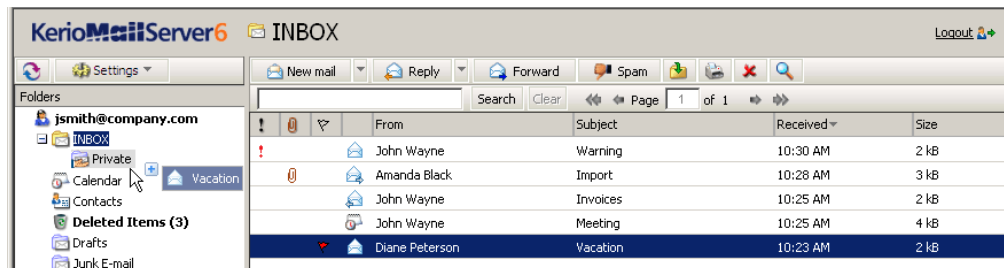 KerioMailServer6 INBOX Logout
Settings New mail Reply Forward Spam
Folders Search Clear Page 1 of 1
jsmith@company.com
! From Subject Received Size
INBOX
! John Wayne Warning 10:30 AM 2 kB
Private
Vacation
Amanda Black Import 10:28 AM 3 kB
Calendar
Contacts
John Wayne Invoices 10:25 AM 2 kB
Deleted Items (3)
John Wayne Meeting 10:25 AM 4 kB
Drafts
Diane Peterson Vacation 10:23 AM 2 kB
Junk E-mail